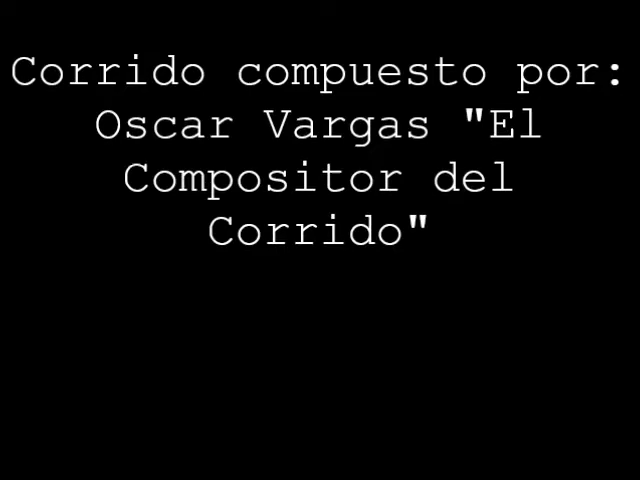 Corrido compuesto por:
Oscar Vargas "El
Compositor del
Corrido"